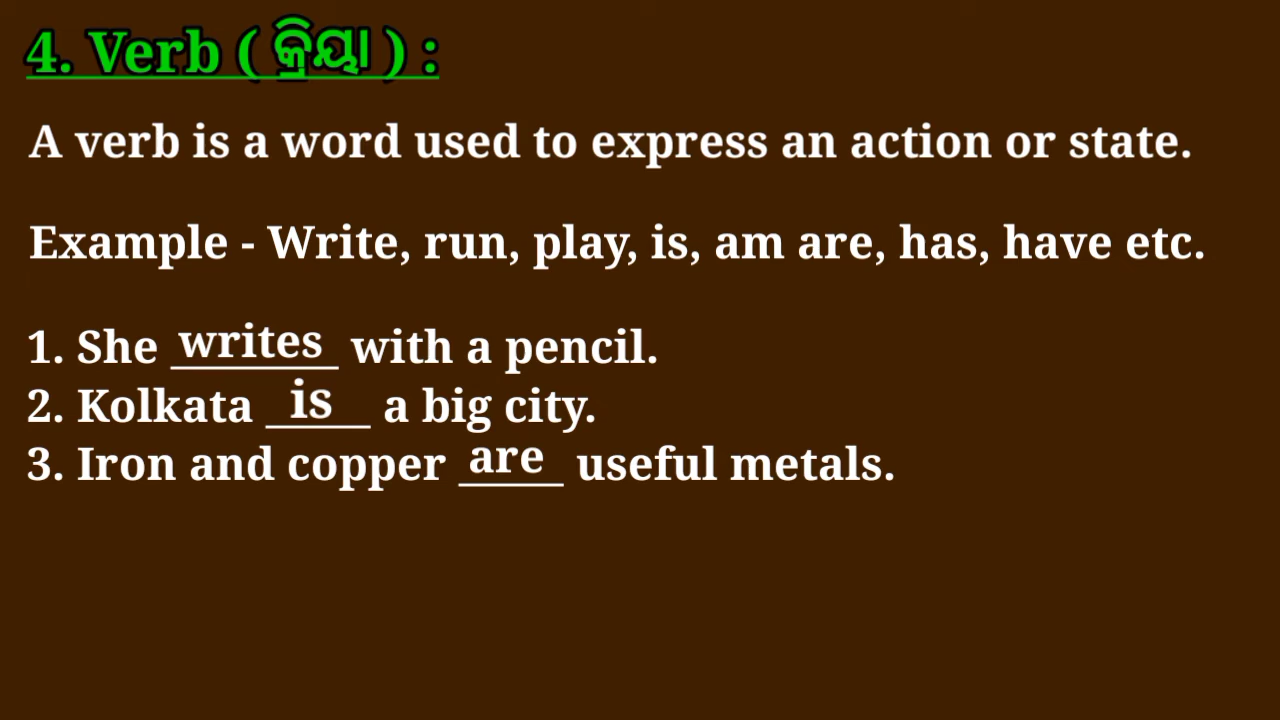 4. Verb ( କ୍ରିୟା ) :
A verb is a word used to express an action or state.
Example - Write, run, play, is, am are, has, have etc.
1. She writes with a pencil.
2. Kolkata is a big city.
3. Iron and copper are useful metals.